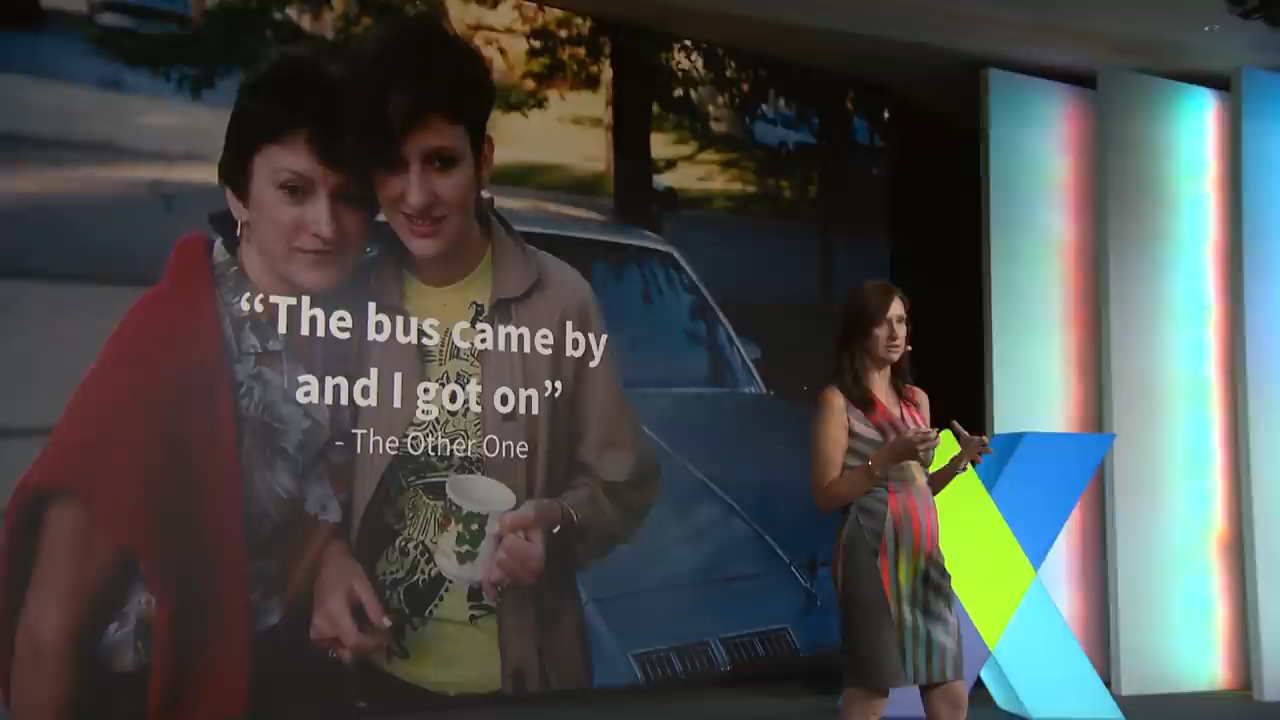 “The bus came by
and I got on”
- The Other One